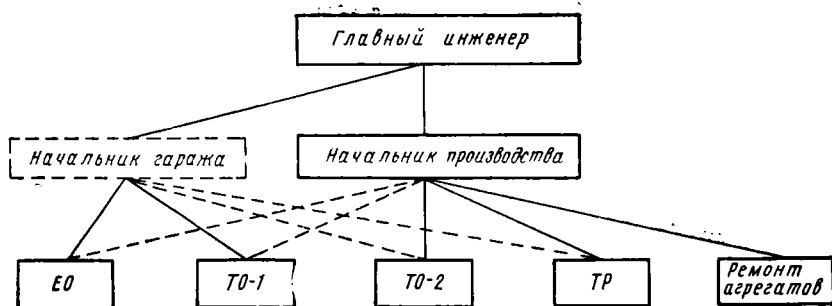 Главный инженер
Начальник гаража
Начальник производства
ЕО
ТО-1
ТО-2
ТР
Ремонт
агрегатов